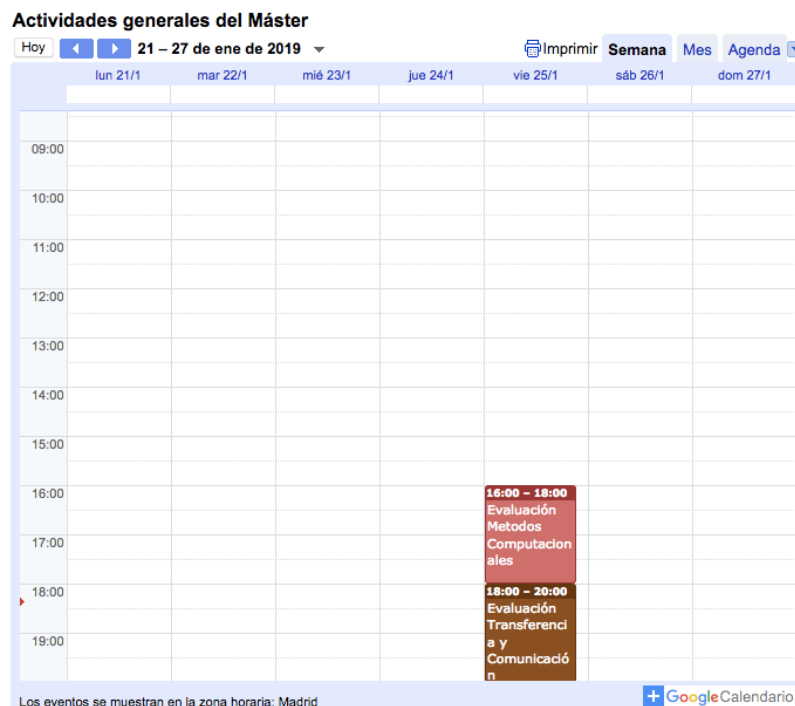 Actividades generales del Máster
Hoy 21 – 27 de ene de 2019 Imprimir Semana Mes Agenda
lun 21/1 mar 22/1 mié 23/1 jue 24/1 vie 25/1 sáb 26/1 dom 27/1
09:00
10:00
11:00
12:00
13:00
14:00
15:00
16:00
17:00
18:00
19:00
16:00 – 18:00
Evaluación
Metodos
Computacion
ales
18:00 – 20:00
Evaluación
Transferenci
a y
Comunicació
n
Los eventos se muestran en la zona horaria: Madrid
GoogleCalendario